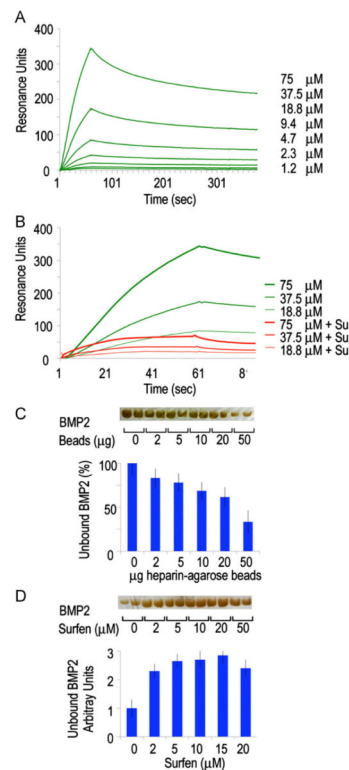 A
Resonance Units
400
300
200
100
0
1
101
201
301
Time (sec)
75 µM
37.5 µM
18.8 µM
9.4 µM
4.7 µM
2.3 µM
1.2 µM
B
Resonance Units
400
300
200
100
0
1
21
41
61
8
Time (sec)
75 µM
37.5 µM
18.8 µM
75 µM + Su
37.5 µM + Su
18.8 µM + Su
C
BMP2
Beads (µg) 0 2 5 10 20 50
Unbound BMP2 (%)
100
50
0
0 2 5 10 20 50
µg heparin-agarose beads
D
BMP2
Surfen (µM) 0 2 5 10 20 50
Unbound BMP2
Arbitray Units
3
2
1
0
0 2 5 10 15 20
Surfen (µM)